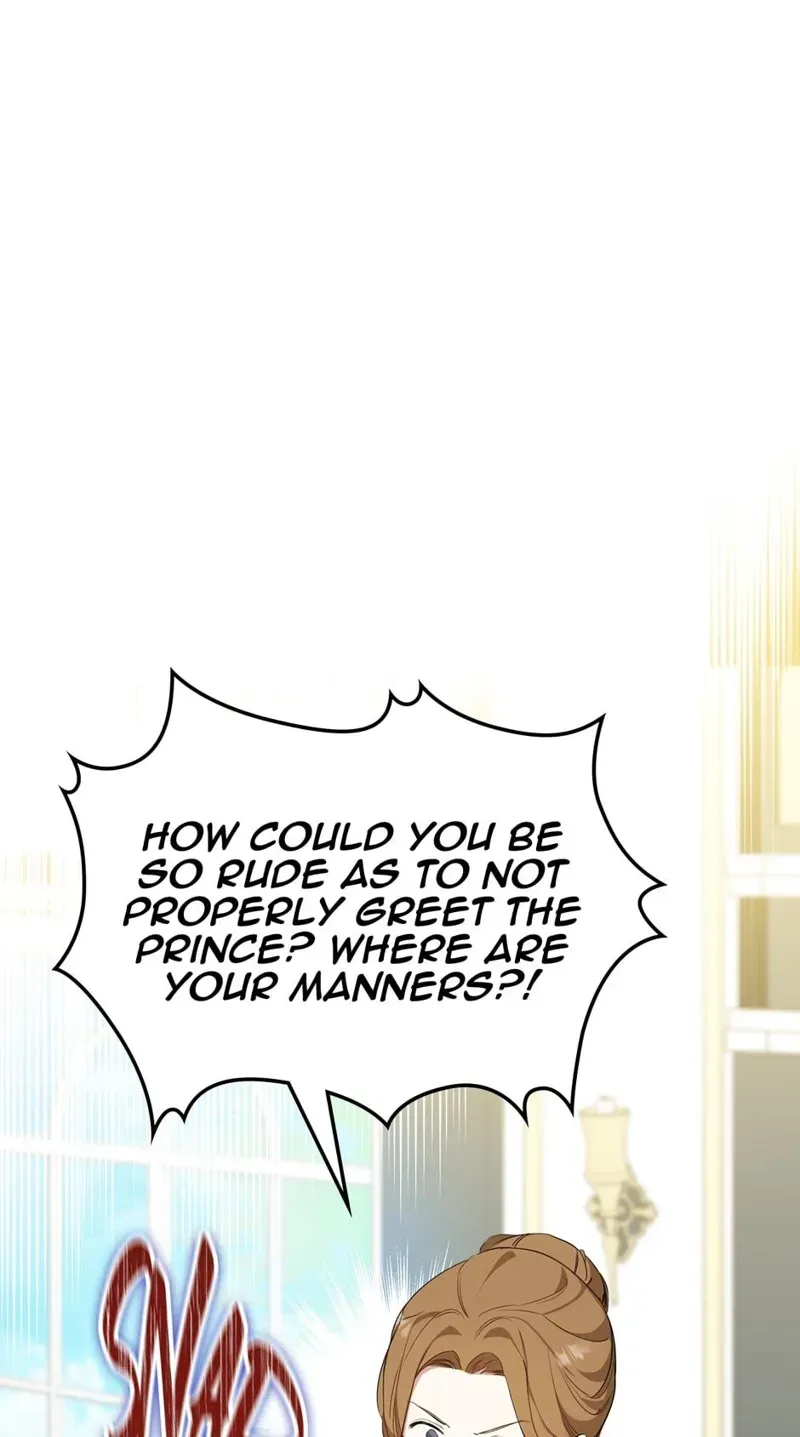 HOW COULD YOU BE
SO RUDE AS TO NOT
PROPERLY GREET THE
PRINCE? WHERE ARE
YOUR MANNERS?!